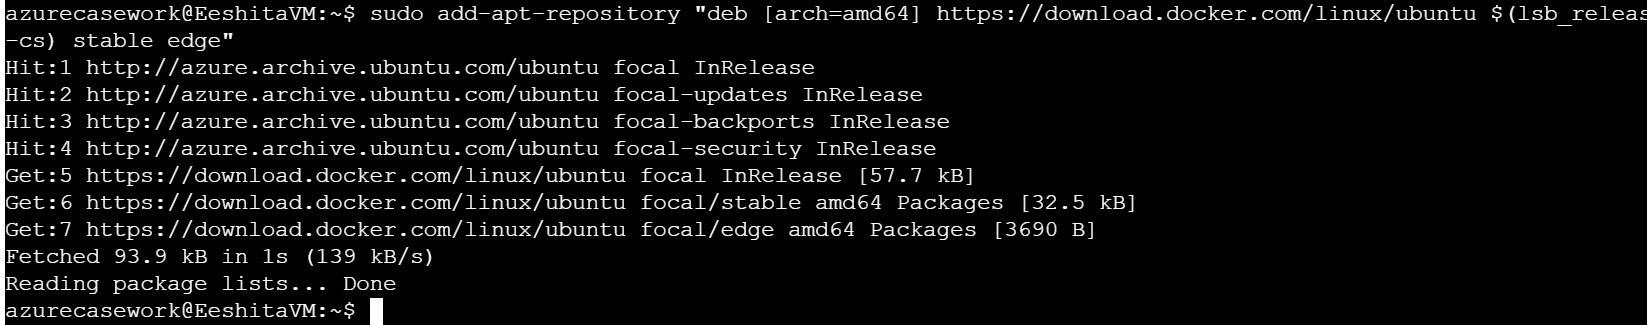 azurecasework@EeshitaVM:~$ sudo add-apt-repository "deb [arch=amd64] https://download.docker.com/linux/ubuntu $(lsb_releas
-cs) stable edge"
Hit:1 http://azure.archive.ubuntu.com/ubuntu focal InRelease
Hit:2 http://azure.archive.ubuntu.com/ubuntu focal-updates InRelease
Hit:3 http://azure.archive.ubuntu.com/ubuntu focal-backports InRelease
Hit:4 http://azure.archive.ubuntu.com/ubuntu focal-security InRelease
Get:5 https://download.docker.com/linux/ubuntu focal InRelease [57.7 kB]
Get:6 https://download.docker.com/linux/ubuntu focal/stable amd64 Packages [32.5 kB]
Get:7 https://download.docker.com/linux/ubuntu focal/edge amd64 Packages [3690 B]
Fetched 93.9 kB in 1s (139 kB/s)
Reading package lists... Done
azurecasework@EeshitaVM:~$